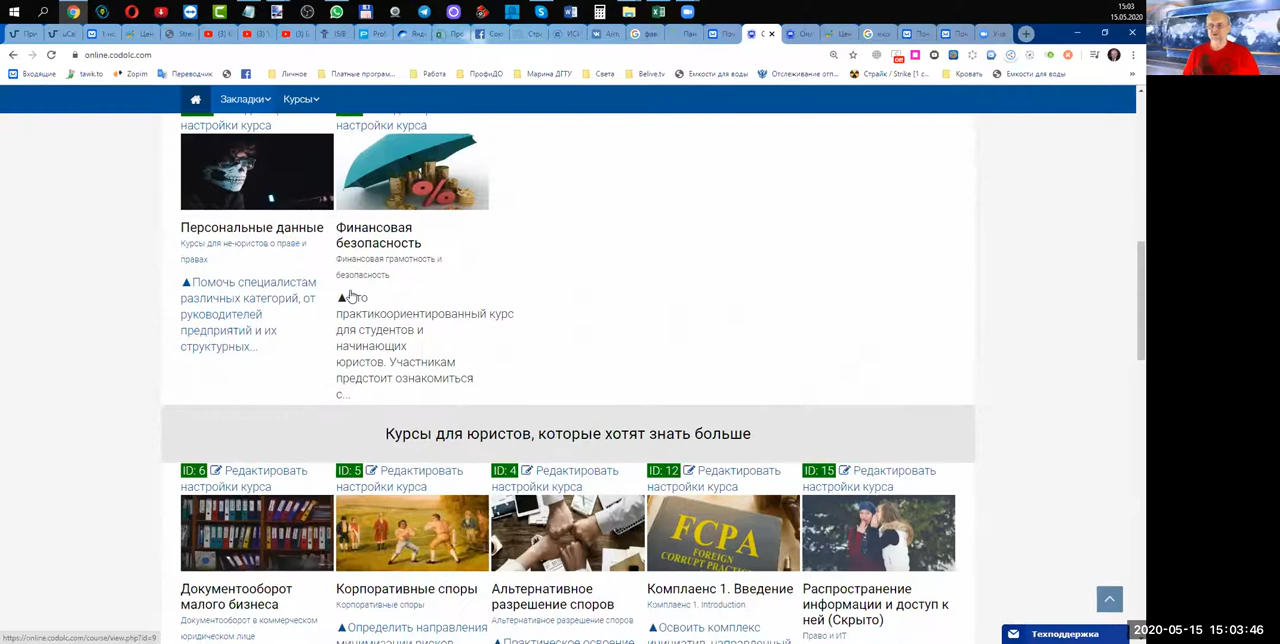 15:03
15.05.2020
online.codolc.com
Входящие
tawk.to
Zopim
Переводчик
Личное
Платные програм...
Работа
ПрофиДО
Марина ДГТУ
Света
Belive.tv
Емкости для воды
Отслеживание отп...
Страйк / Strike [1 с...
Кровать
Емкости для воды
Закладки
Курсы
настройки курса
настройки курса
Персональные данные
Курсы для не-юристов о праве и
правах
▲Помочь специалистам
различных категорий, от
руководителей
предприятий и их
структурных...
Финансовая
безопасность
Финансовая грамотность и
безопасность
практикоориентированный курс
для студентов и
начинающих
юристов. Участникам
предстоит ознакомиться
с...
Курсы для юристов, которые хотят знать больше
ID: 6 Редактировать
настройки курса
ID: 5 Редактировать
настройки курса
ID: 4 Редактировать
настройки курса
ID: 12 Редактировать
настройки курса
ID: 15 Редактировать
настройки курса
FCPA
FOREIGN
CORRUPT
Документооборот
малого бизнеса
Документооборот в коммерческом
юридическом лице
Корпоративные споры
Корпоративные споры
▲Определить направления
минимизации рисков
Альтернативное
разрешение споров
Альтернативное разрешение споров
▲Практическое освоение
Комплаенс 1. Введение
Комплаенс 1. Introduction
▲Освоить комплекс
Распространение
информации и доступ к
ней (Скрыто)
Право и ИТ
https://online.codolc.com/course/view.php?id=9
Техподдержка
2020-05-15 15:03:46